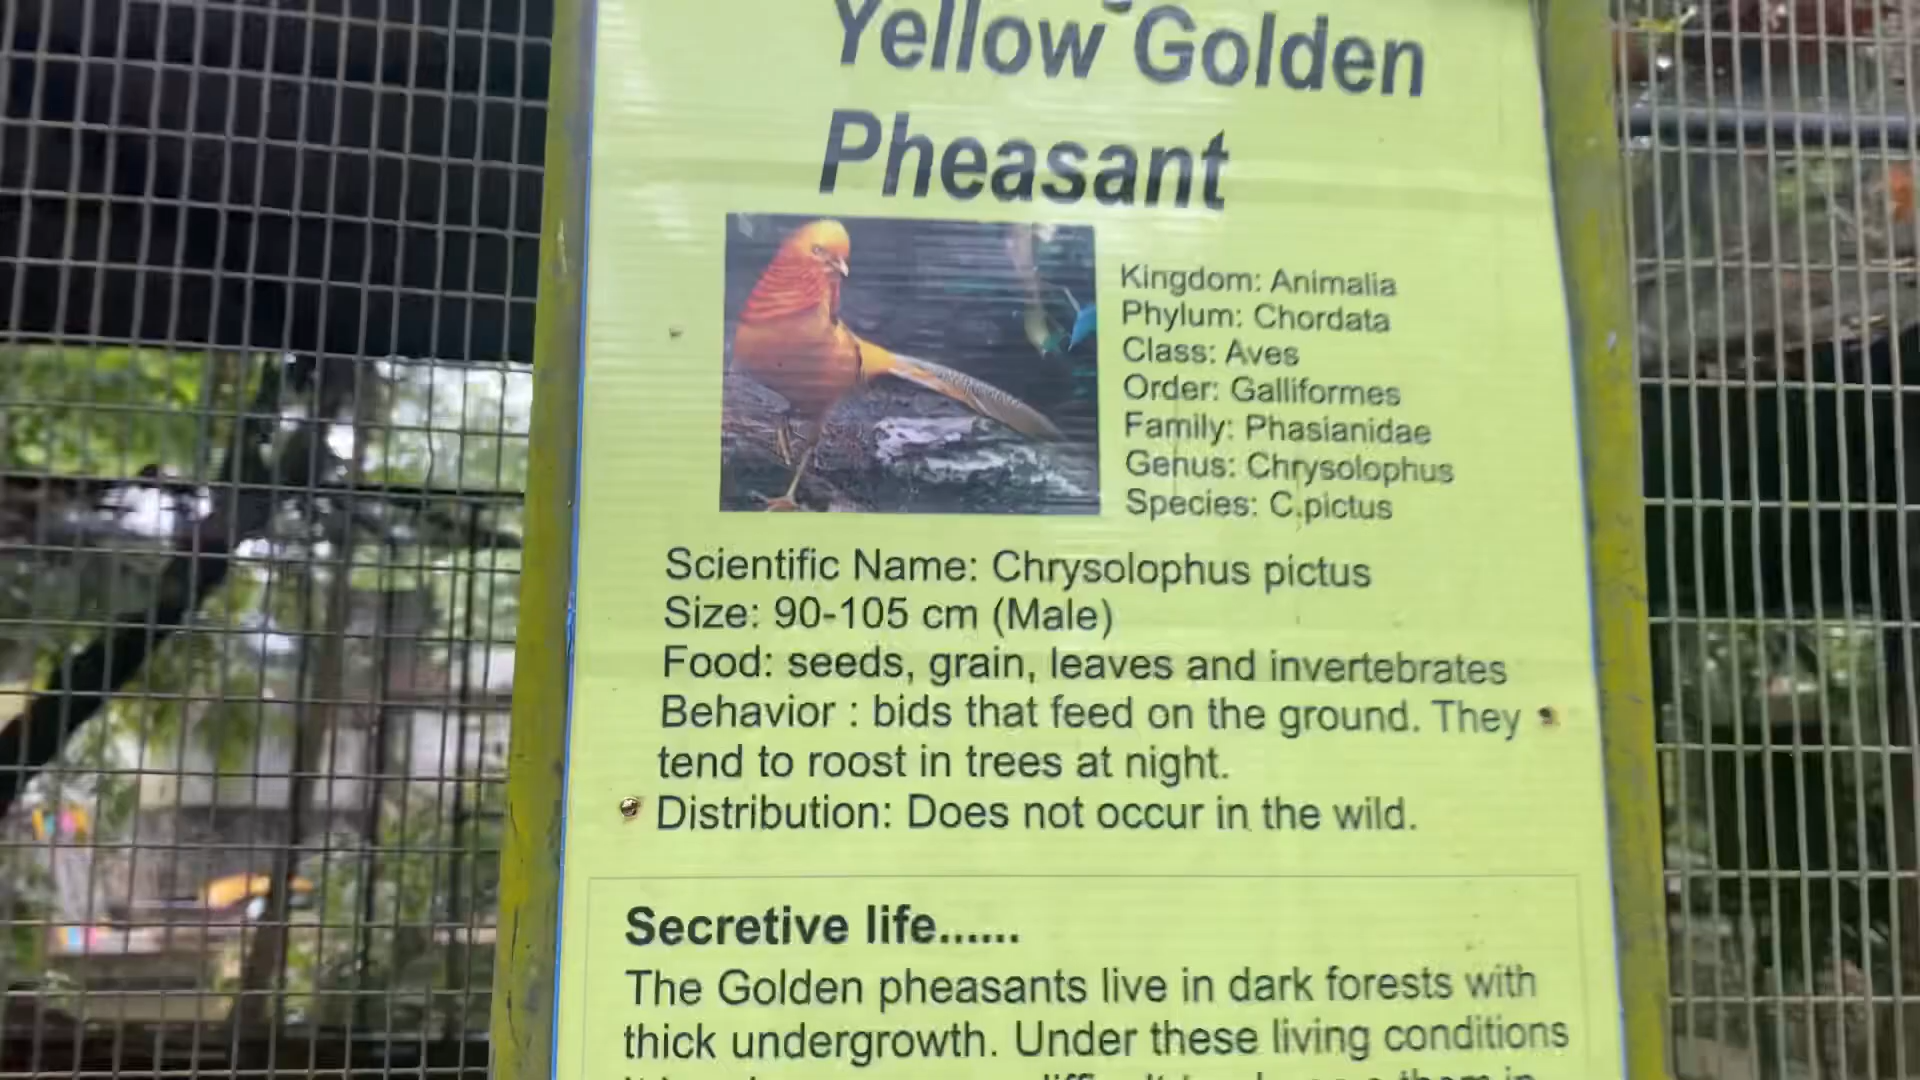 Yellow Golden
Pheasant
Kingdom: Animalia
Phylum: Chordata
Class: Aves
Order: Galliformes
Family: Phasianidae
Genus: Chrysolophus
Species: C.pictus
Scientific Name: Chrysolophus pictus
Size: 90-105 cm (Male)
Food: seeds, grain, leaves and invertebrates
Behavior : bids that feed on the ground. They
tend to roost in trees at night.
Distribution: Does not occur in the wild.
Secretive life......
The Golden pheasants live in dark forests with
thick undergrowth. Under these living conditions